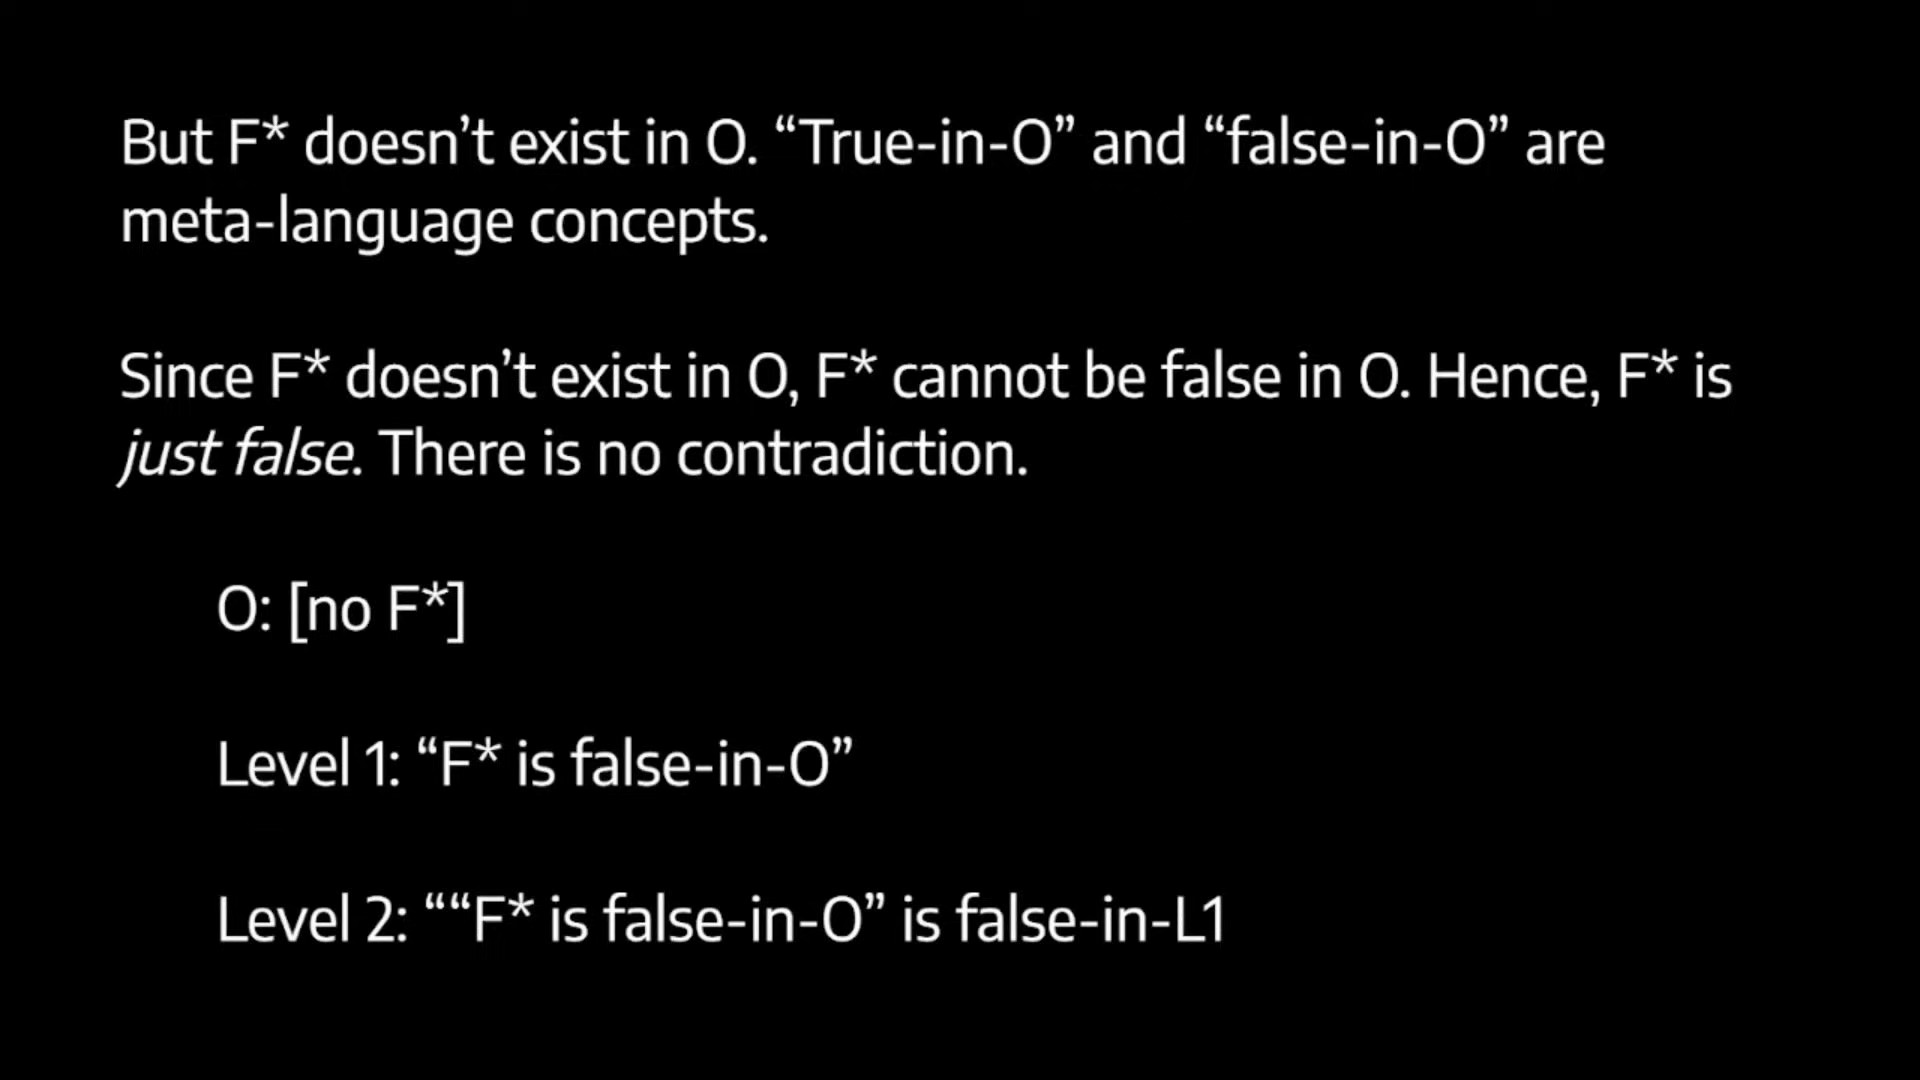 But F* doesn’t exist in O. “True-in-O” and “false-in-O” are
meta-language concepts.
Since F* doesn’t exist in O, F* cannot be false in O. Hence, F* is
just false. There is no contradiction.
O: [no F*]
Level 1: “F* is false-in-O”
Level 2: ““F* is false-in-O” is false-in-L1